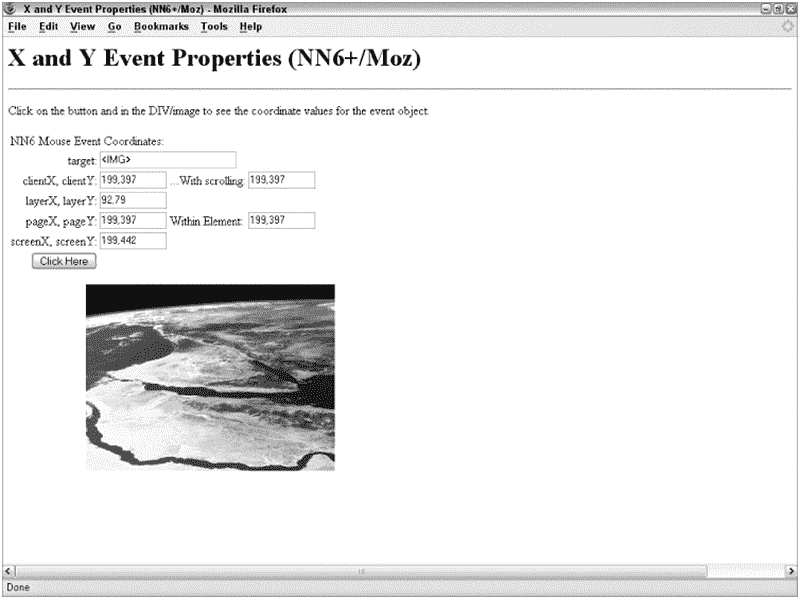 X and Y Event Properties (NN6+/Moz) - Mozilla Firefox
File Edit View Go Bookmarks Tools Help
X and Y Event Properties (NN6+/Moz)
Click on the button and in the DIV/image to see the coordinate values for the event object.
NN6 Mouse Event Coordinates:
target: <IMG>
clientX, clientY: 199,397 ...With scrolling: 199,397
layerX, layerY: 92,79
pageX, pageY: 199,397 Within Element: 199,397
screenX, screenY: 199,442
Click Here
Done